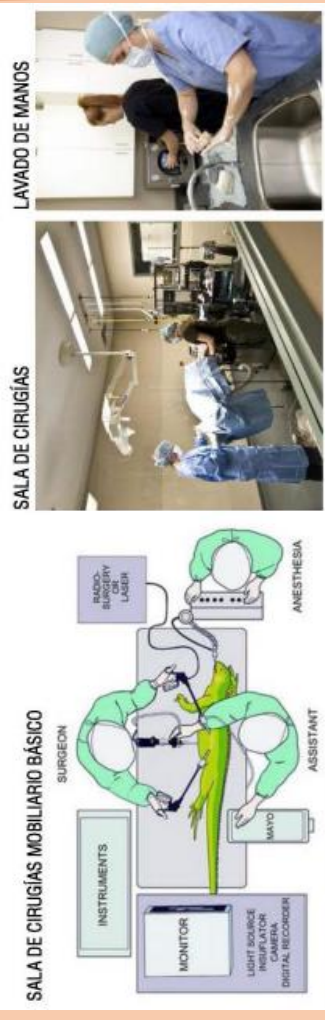 SALA DE CIRUGÍAS MOBILIARIO BÁSICO
SURGEON
INSTRUMENTS
RADIO-
SURGERY
OR
LASER
MONITOR
LIGHT SOURCE
INSUFLATOR
CAMERA
DIGITAL RECORDER
MAYO
ASSISTANT
ANESTHESIA
SALA DE CIRUGÍAS
LAVADO DE MANOS